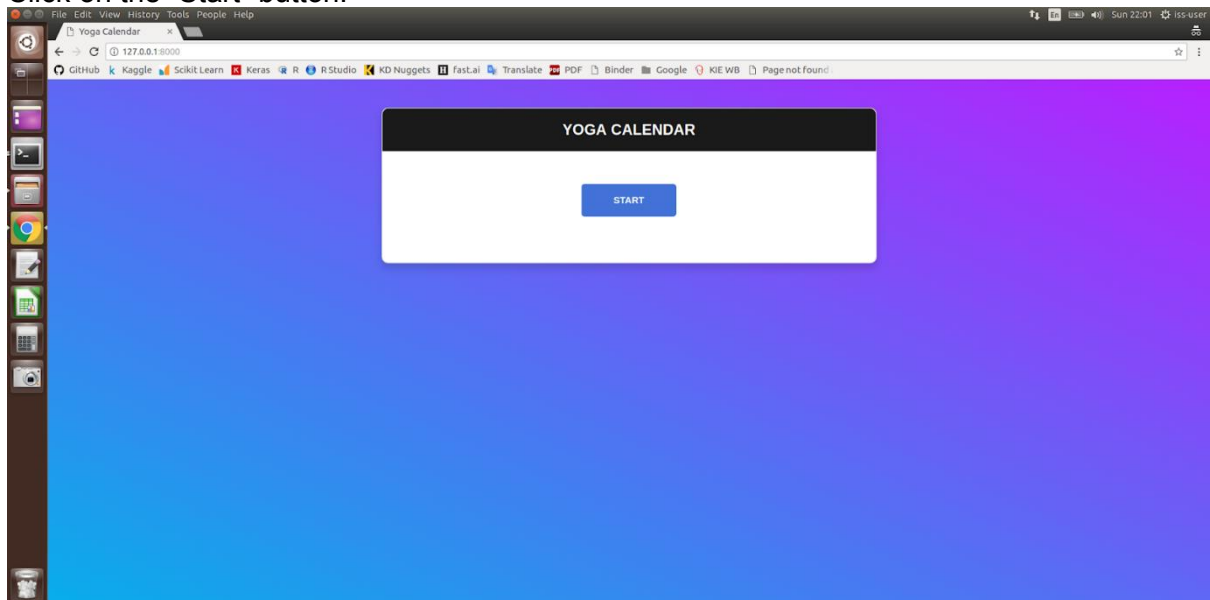 Click on the "Start" button.
File Edit View History Tools People Help
En
Sun 22:01
iss-user
Yoga Calendar
127.0.0.1:8000
GitHub Kaggle Scikit Learn Keras R RStudio KD Nuggets fast.ai Translate PDF Binder Google KIE WB Page not found
YOGA CALENDAR
START